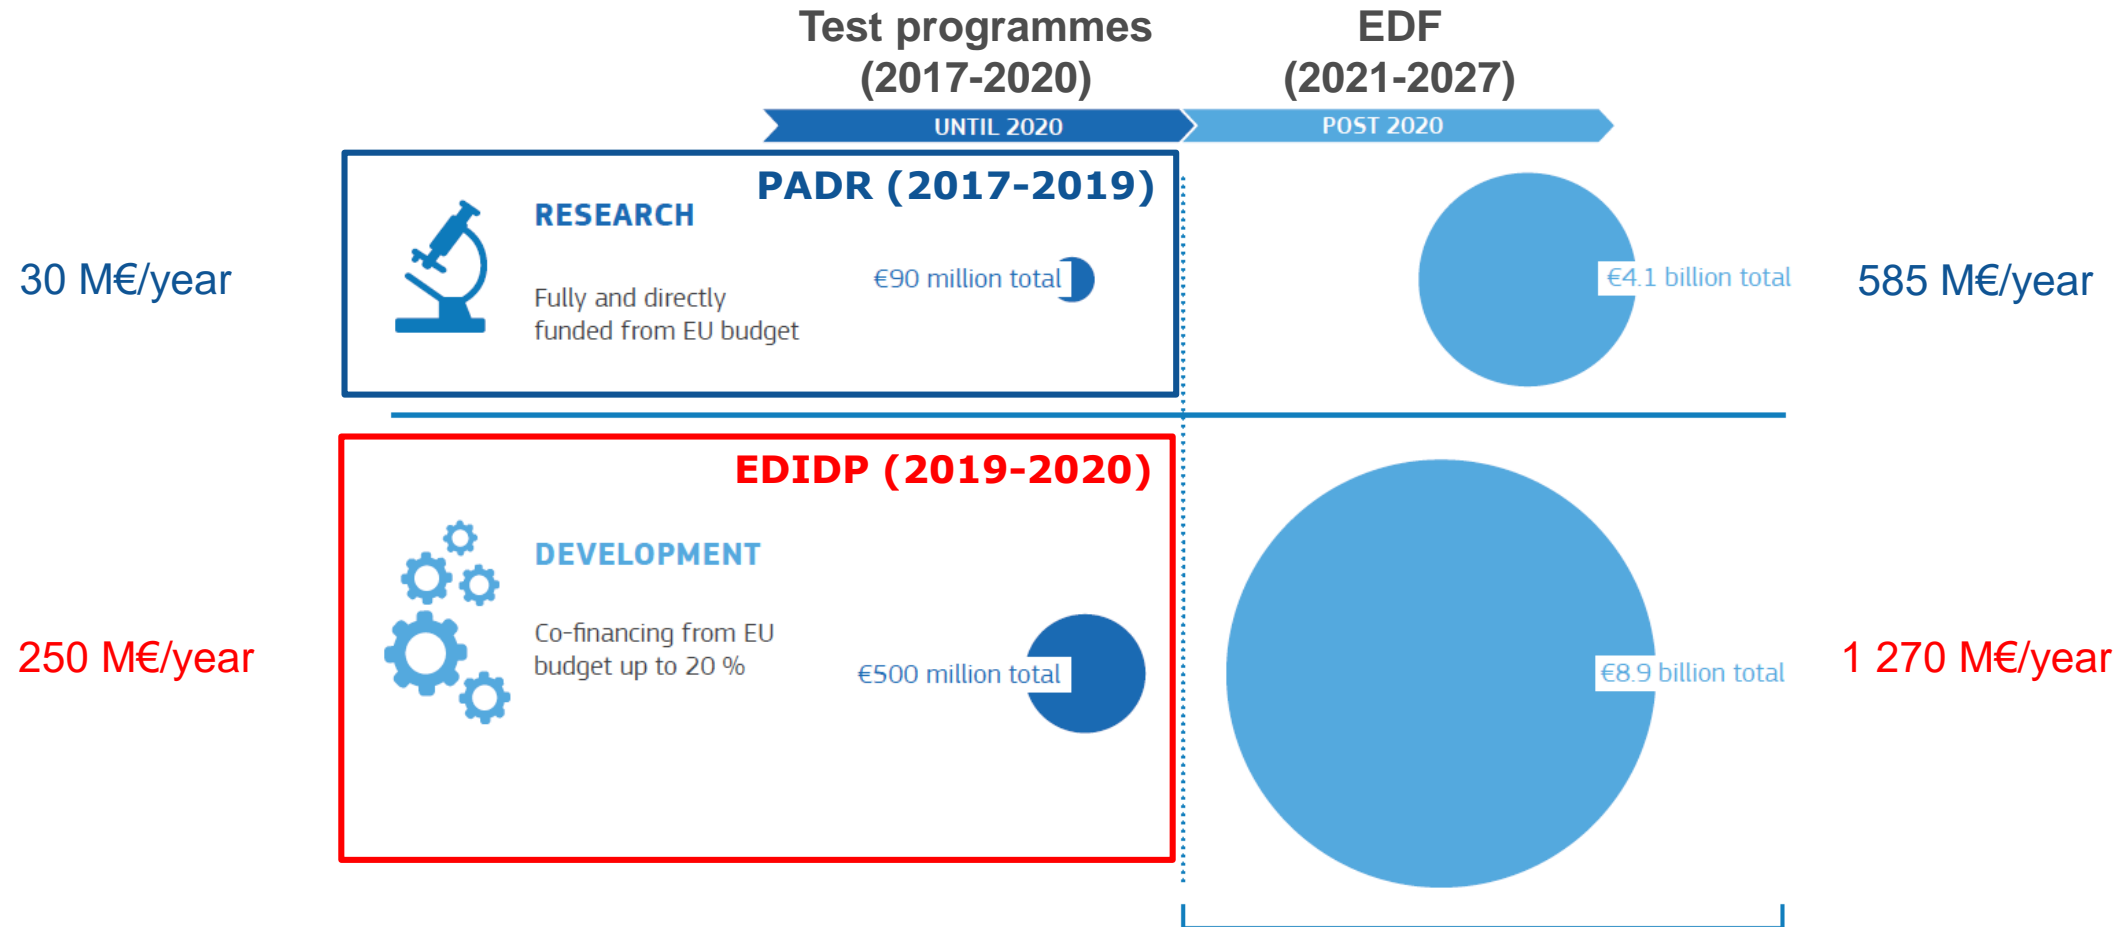 Test programmes
(2017-2020)
EDF
(2021-2027)
UNTIL 2020
POST 2020
PADR (2017-2019)
RESEARCH
Fully and directly
funded from EU budget
€90 million total
€4.1 billion total
30 M€/year
585 M€/year
EDIDP (2019-2020)
DEVELOPMENT
Co-financing from EU
budget up to 20 %
€500 million total
€8.9 billion total
250 M€/year
1 270 M€/year